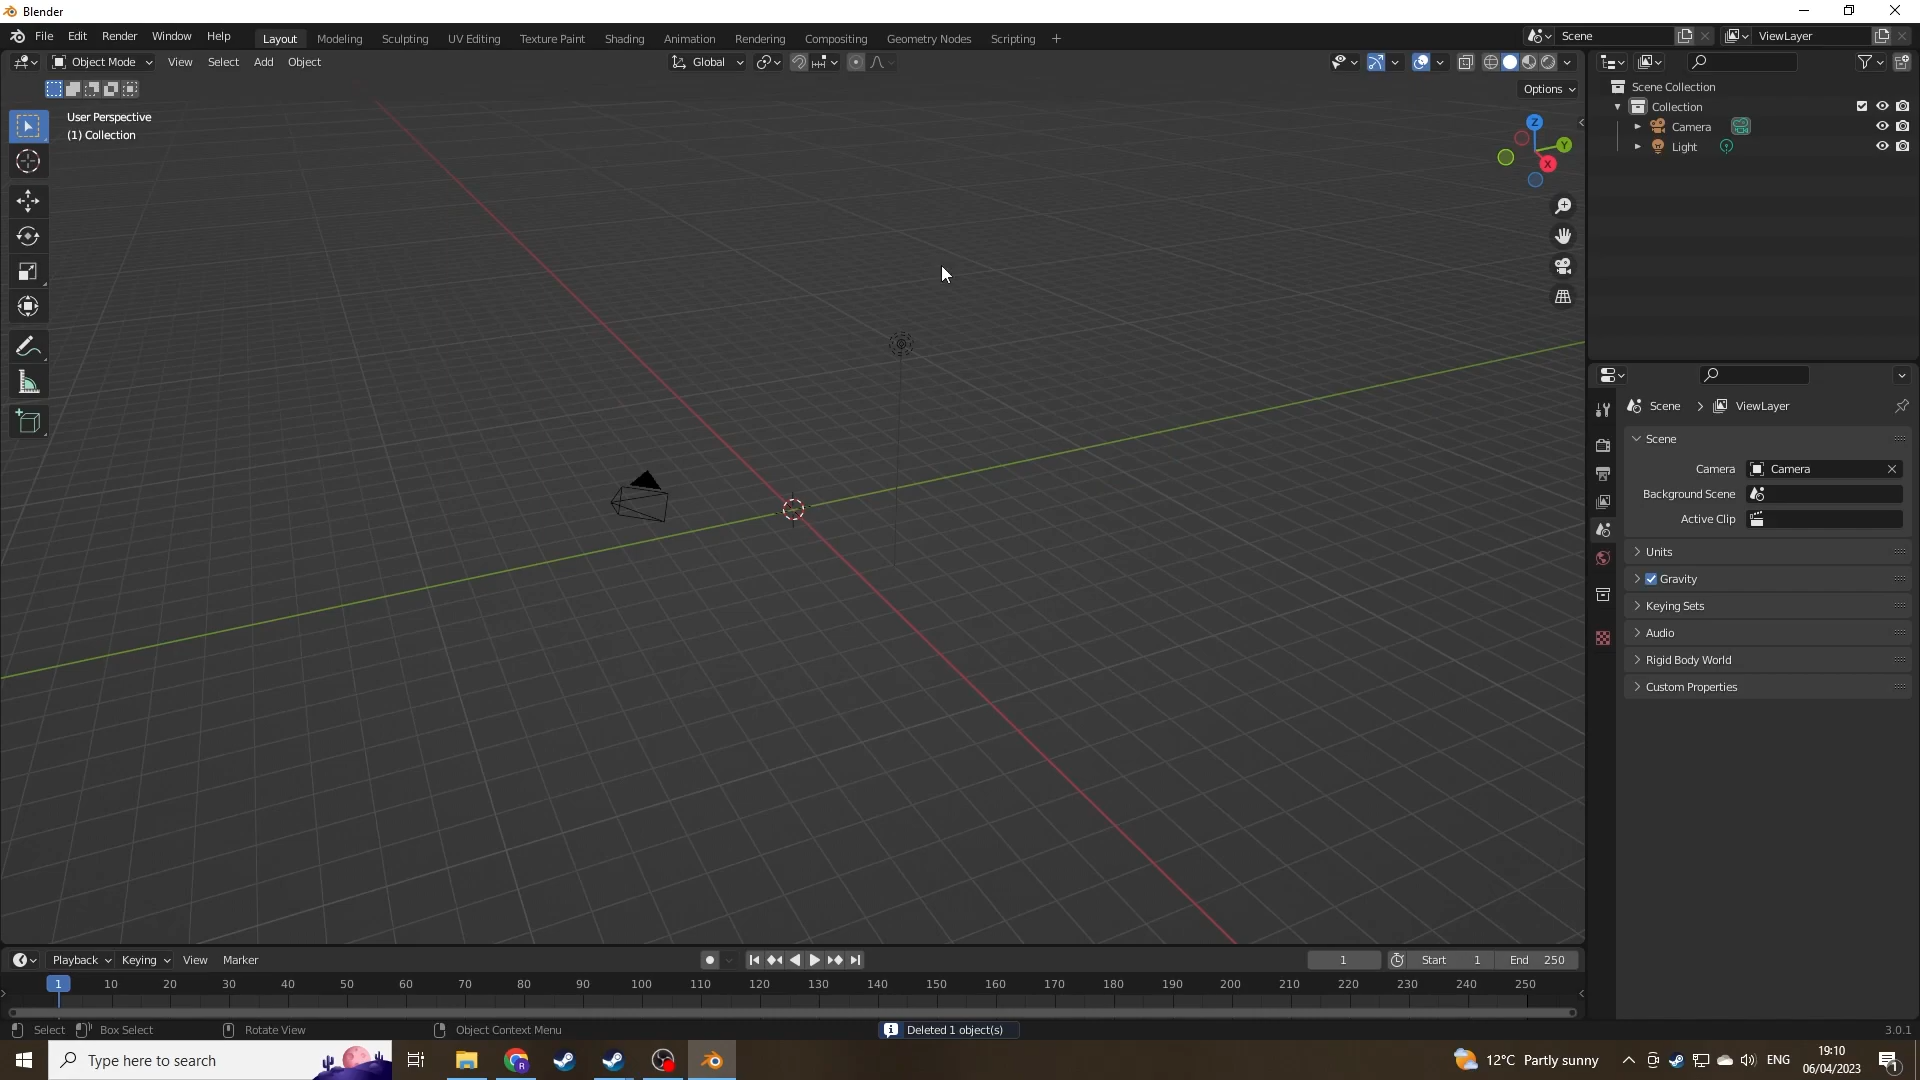 Blender
File Edit Render Window Help
Layout Modeling Sculpting UV Editing Texture Paint Shading Animation Rendering Compositing Geometry Nodes Scripting +
Scene
ViewLayer
Object Mode View Select Add Object
Global
Options
User Perspective
(1) Collection
Z
Y
X
Scene Collection
Collection
Camera
Light
Scene > ViewLayer
Scene
Camera Camera
Background Scene
Active Clip
Units
Gravity
Keying Sets
Audio
Rigid Body World
Custom Properties
Playback Keying View Marker
1
Start 1
End 250
1 10 20 30 40 50 60 70 80 90 100 110 120 130 140 150 160 170 180 190 200 210 220 230 240 250
Select Box Select Rotate View Object Context Menu
Deleted 1 object(s)
3.0.1
Type here to search
12°C Partly sunny
ENG
19:10
06/04/2023
1